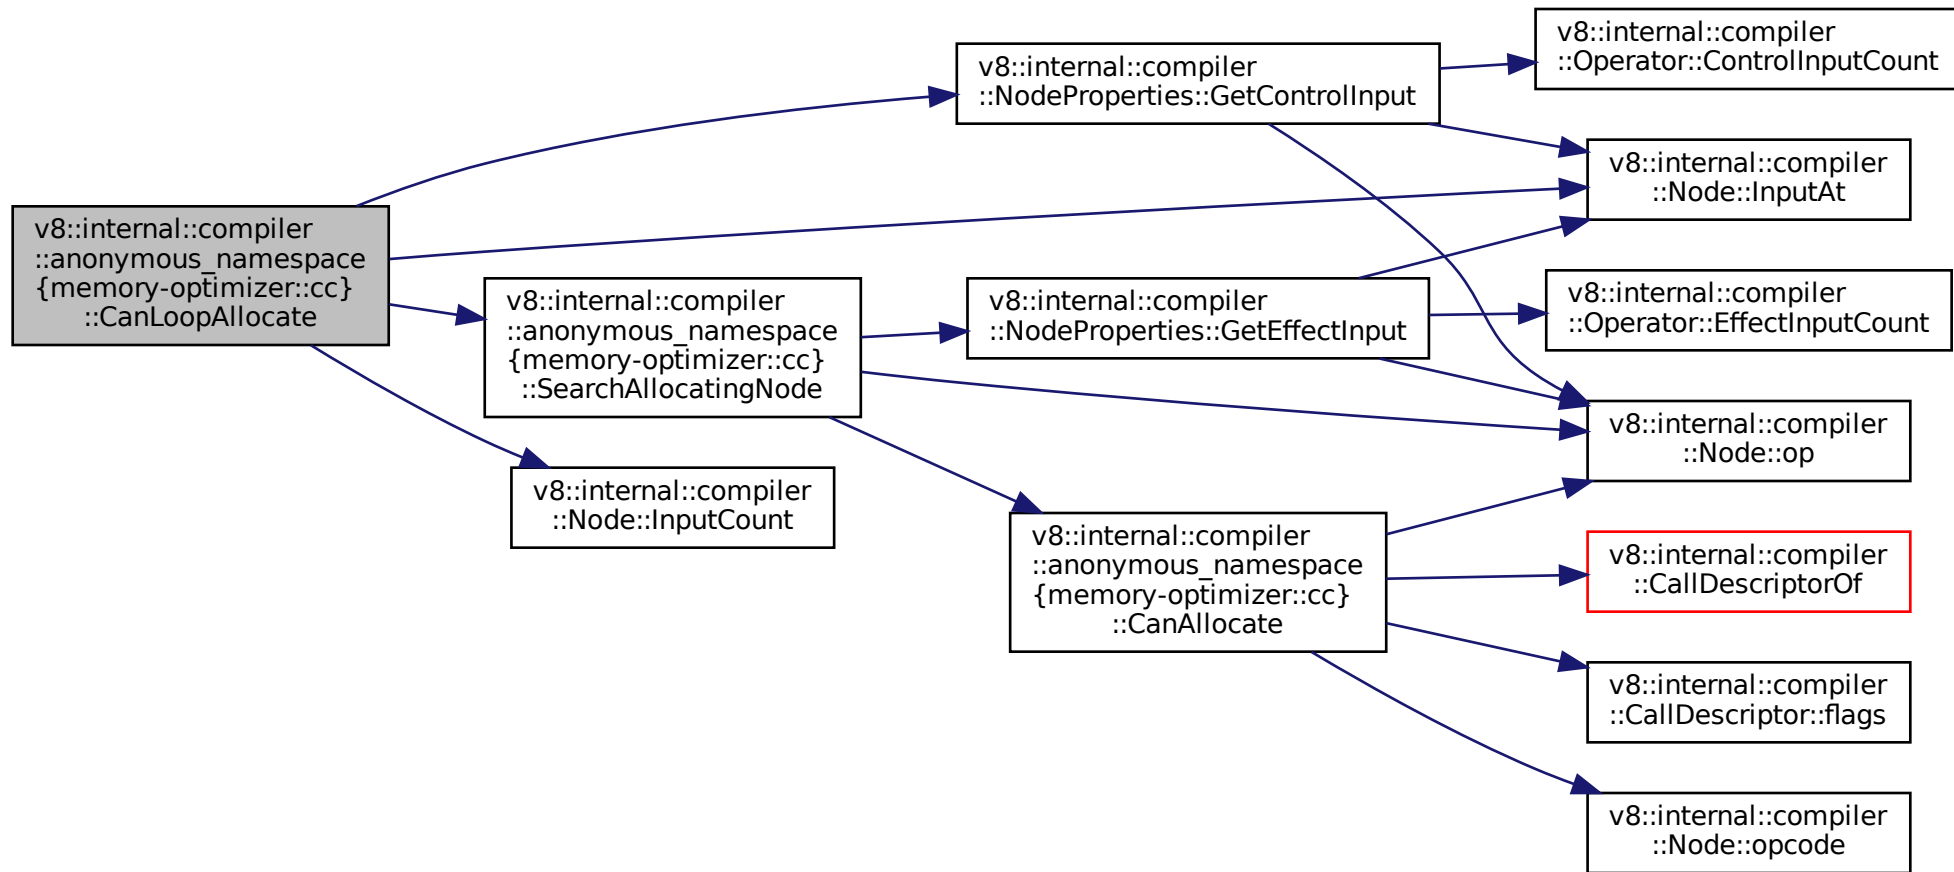 v8::internal::compiler
::Operator::ControlInputCount
v8::internal::compiler
::NodeProperties::GetControlInput
v8::internal::compiler
::Node::InputAt
v8::internal::compiler
::anonymous_namespace
{memory-optimizer::cc}
::CanLoopAllocate
v8::internal::compiler
::anonymous_namespace
{memory-optimizer::cc}
::SearchAllocatingNode
v8::internal::compiler
::NodeProperties::GetEffectInput
v8::internal::compiler
::Operator::EffectInputCount
v8::internal::compiler
::Node::op
v8::internal::compiler
::Node::InputCount
v8::internal::compiler
::anonymous_namespace
{memory-optimizer::cc}
::CanAllocate
v8::internal::compiler
::CallDescriptorOf
v8::internal::compiler
::CallDescriptor::flags
v8::internal::compiler
::Node::opcode